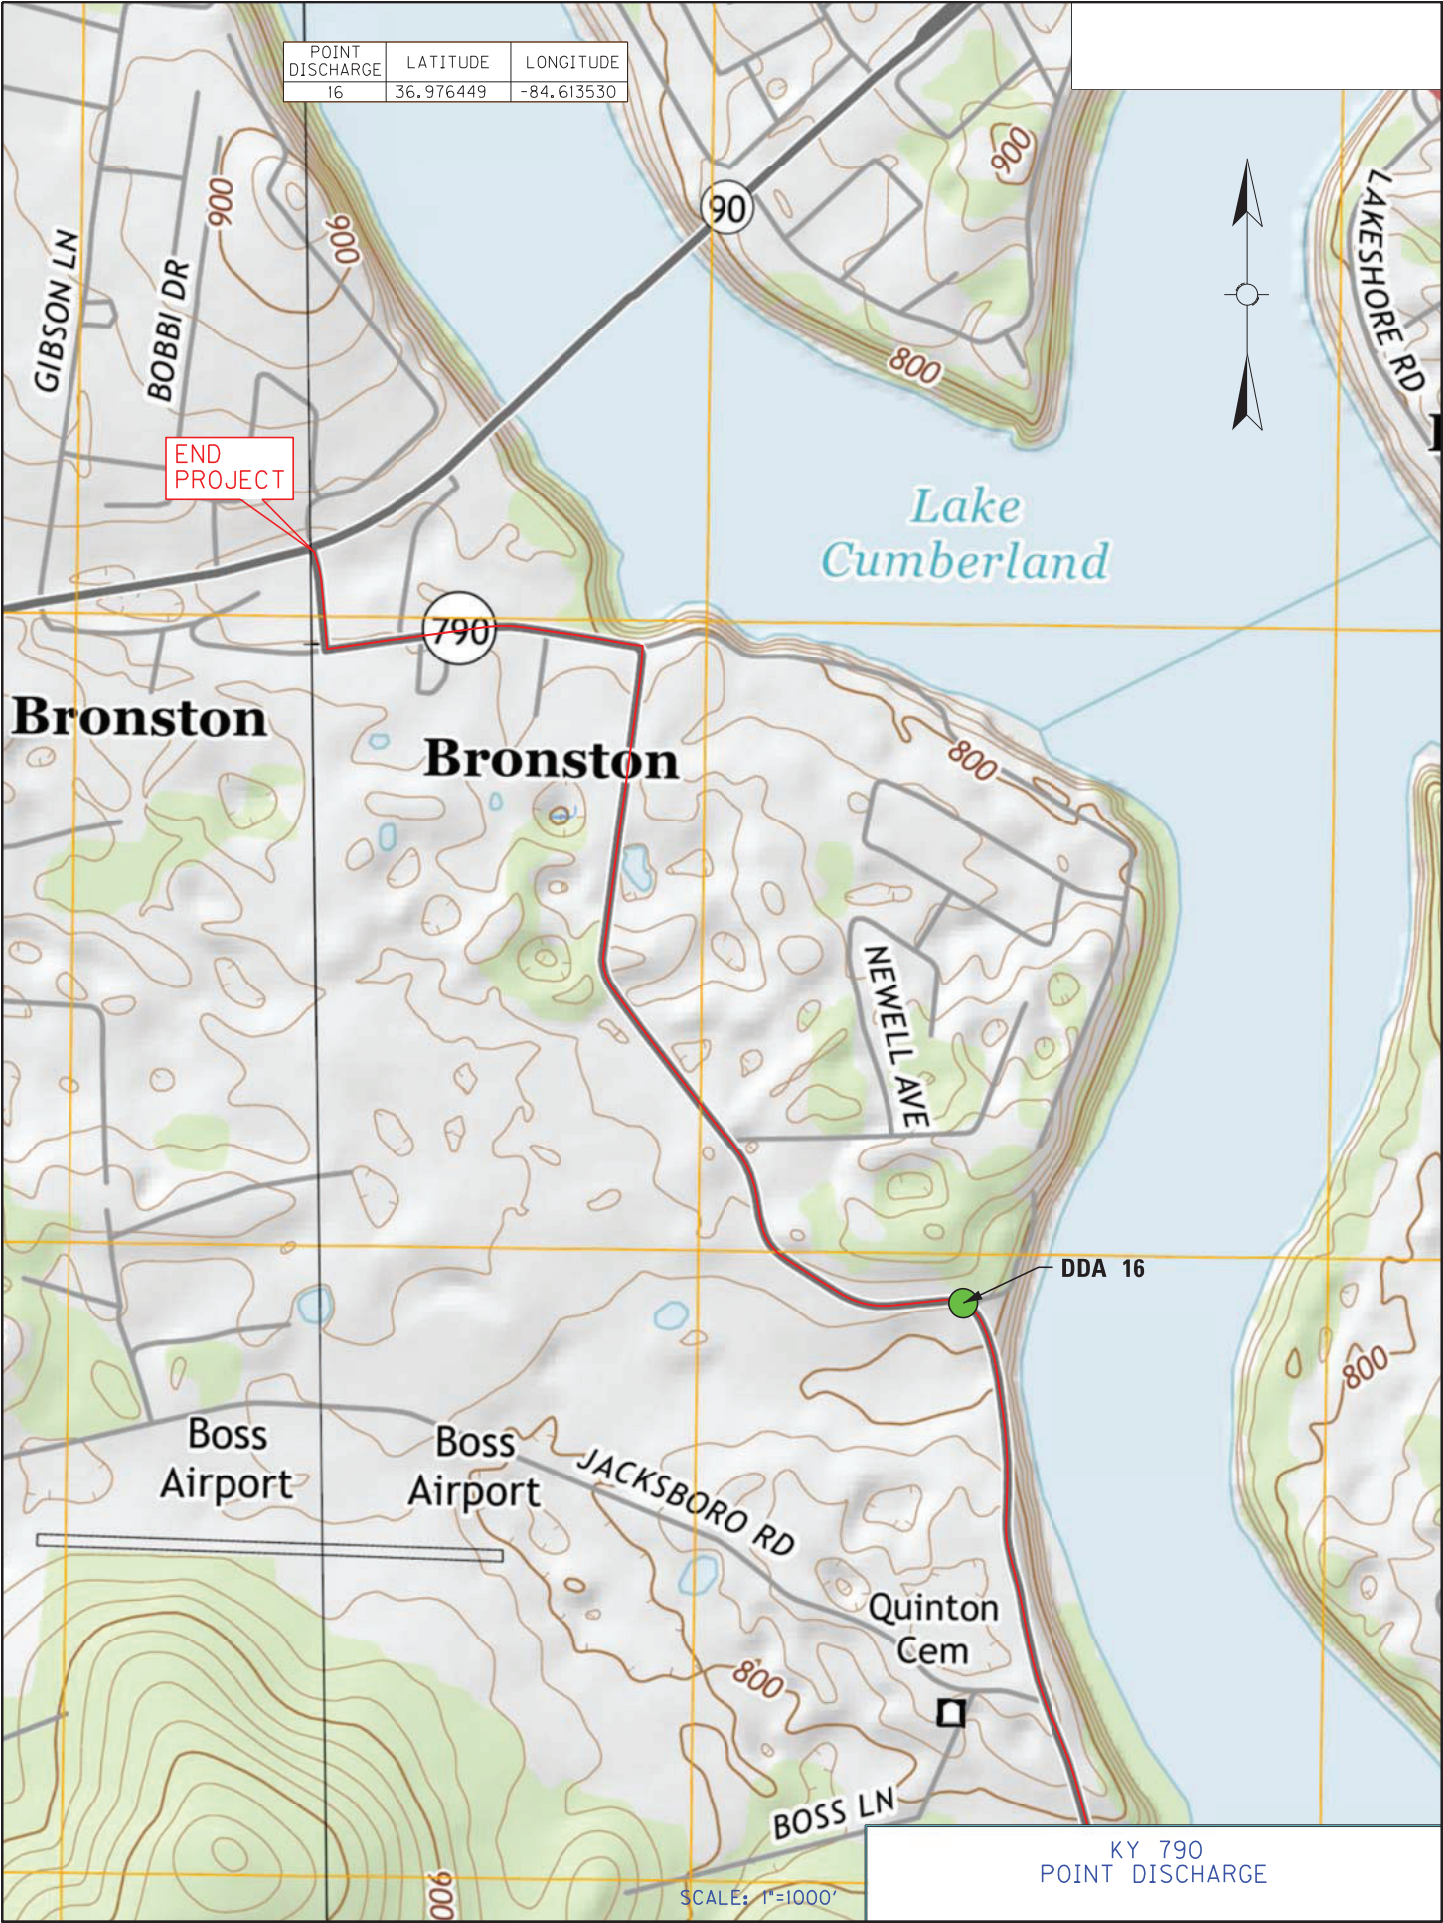 POINT DISCHARGE LATITUDE LONGITUDE
16 36.976449 -84.613530
900
900
900
90
GIBSON LN
BOBBI DR
LAKESHORE RD
800
END
PROJECT
Lake
Cumberland
790
Bronston
Bronston
800
NEWELL AVE
DDA 16
800
Boss
Airport
Boss
Airport
JACKSBORO RD
Quinton
Cem
800
BOSS LN
900
SCALE: 1"=1000'
KY 790
POINT DISCHARGE